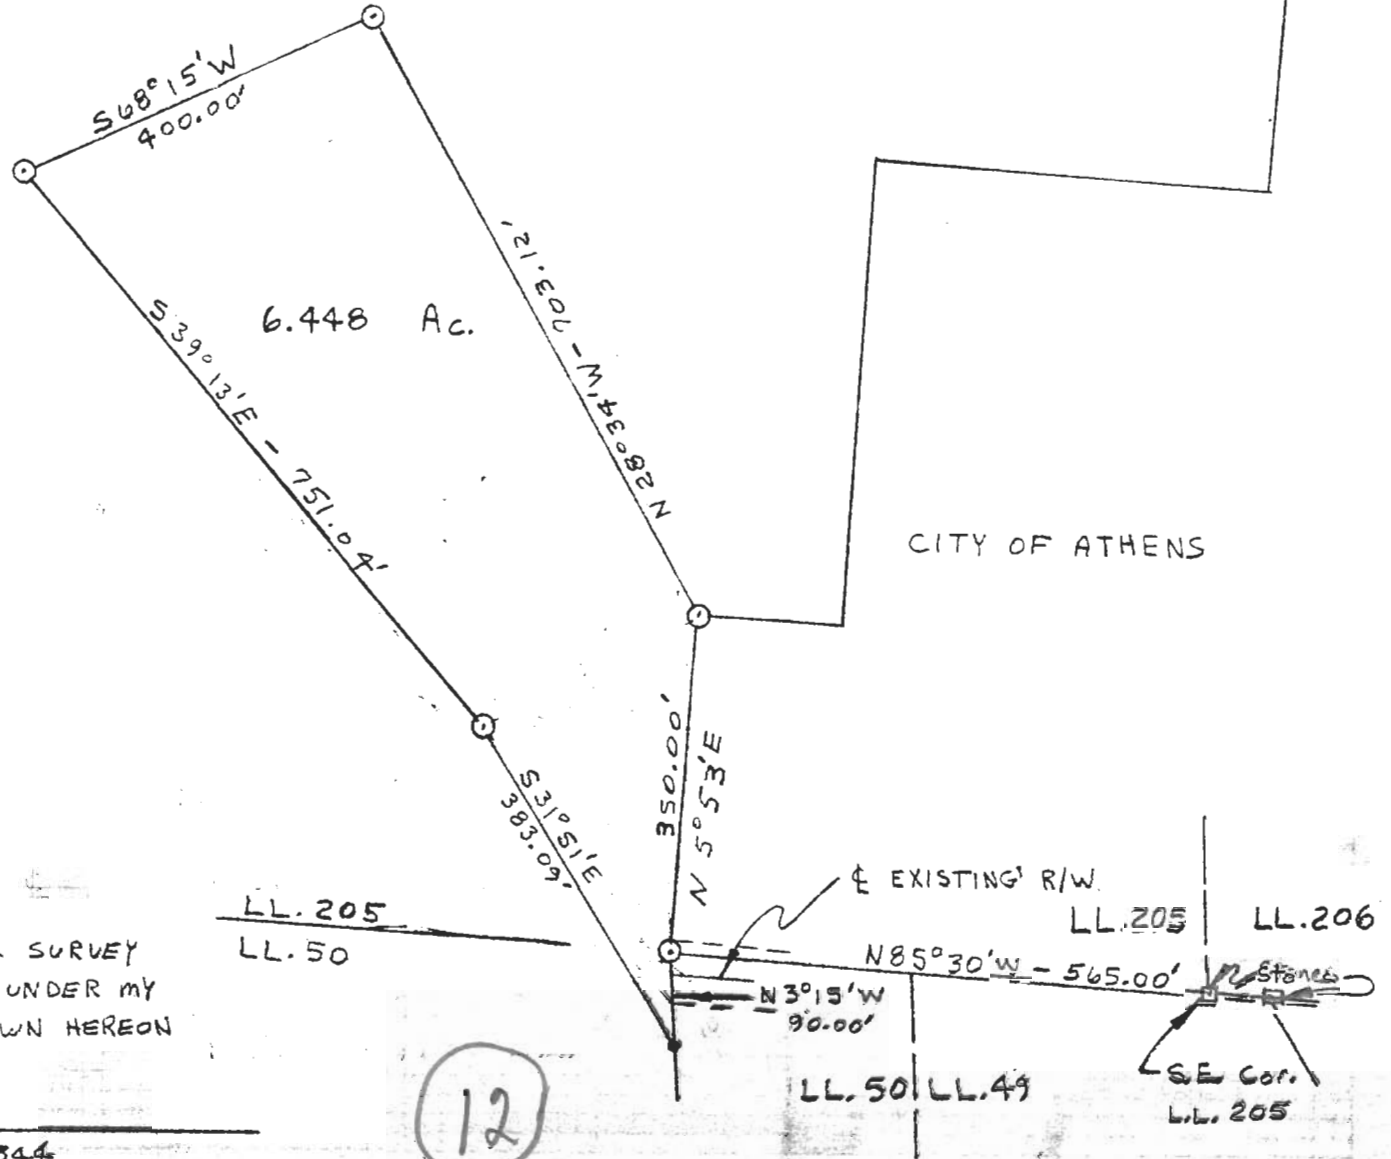 S 68° 15' W
400.00'
6.448 Ac.
N 28° 34' W - 703.12'
S 39° 13' E - 751.04'
CITY OF ATHENS
350.00'
N 5° 53' E
S 31° 51' E
383.09'
℄ EXISTING R/W
LL. 205
LL. 50
LL. 205
LL. 206
N 85° 30' W - 565.00'
Stones
N 3° 15' W
90.00'
SURVEY
UNDER MY
WN HEREON
LL. 50
LL. 49
S.E. Cor.
L.L. 205
12